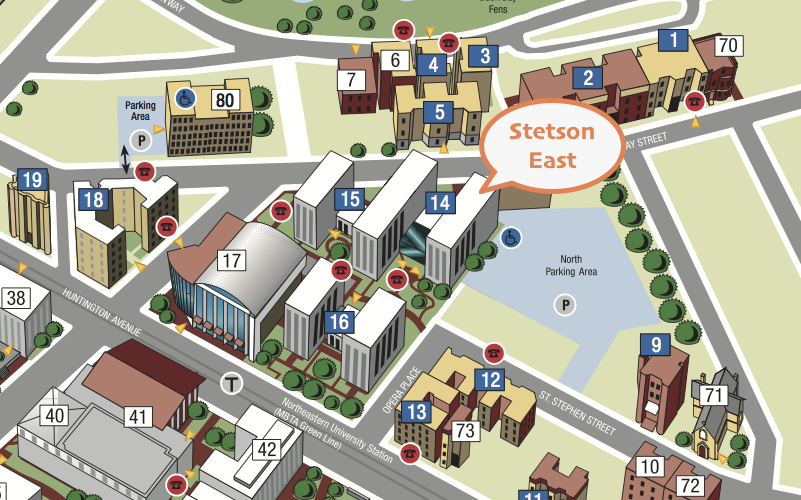 Fens
1
70
3
6
4
2
7
80
Parking
Area
5
P
Stetson
East
19
18
15
14
17
North
Parking Area
P
38
HUNTINGTON AVENUE
16
9
T
12
71
ST. STEPHEN STREET
OPERA PLACE
40
41
13
73
Northeastern University Station
(MBTA Green Line)
42
10
72
11